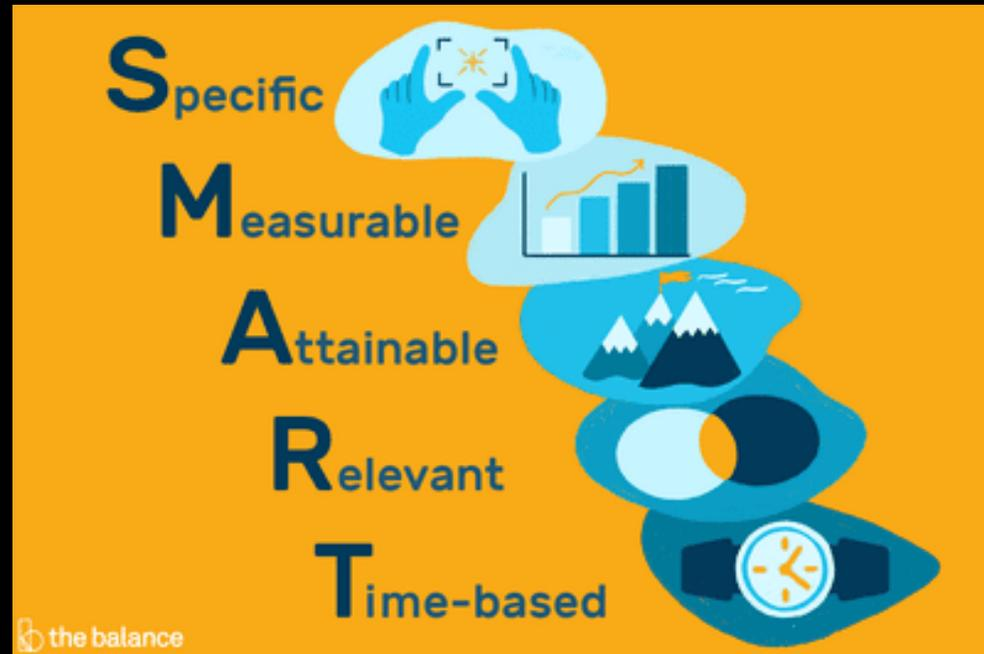 Specific
Measurable
Attainable
Relevant
Time-based
the balance